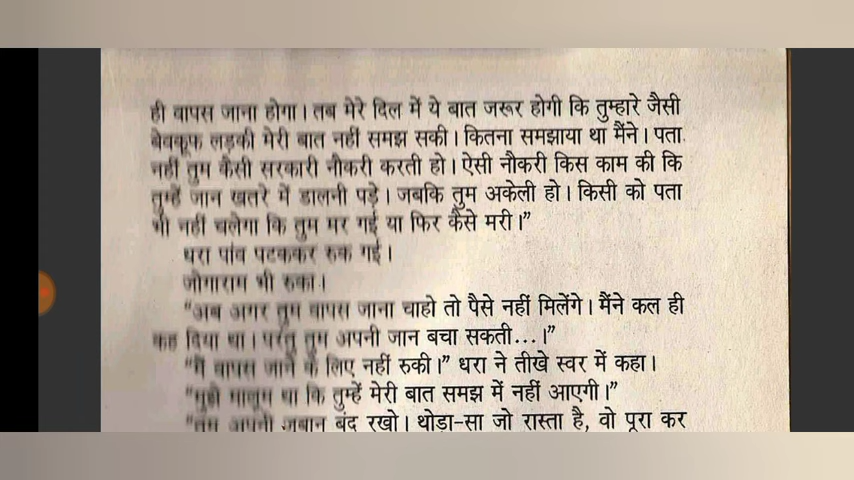 ही वापस जाना होगा। तब मेरे दिल में ये बात जरूर होगी कि तुम्हारे जैसी
बेवकूफ लड़की मेरी बात नहीं समझ सकी। कितना समझाया था मैंने। पता
नहीं तुम कैसी सरकारी नौकरी करती हो। ऐसी नौकरी किस काम की कि
तुम्हें जान खतरे में डालनी पड़े। जबकि तुम अकेली हो। किसी को पता
भी नहीं चलेगा कि तुम मर गई या फिर कैसे मरी।”
धरा पांव पटककर रुक गई।
जोगाराम भी रुका।
“अब अगर तुम वापस जाना चाहो तो पैसे नहीं मिलेंगे। मैंने कल ही
कह दिया था। परंतु तुम अपनी जान बचा सकती...।”
“मैं वापस जाने के लिए नहीं रुकी।” धरा ने तीखे स्वर में कहा।
“मुझे मालूम था कि तुम्हें मेरी बात समझ में नहीं आएगी।”
“तुम अपनी जुबान बंद रखो। थोड़ा-सा जो रास्ता है, वो पूरा कर